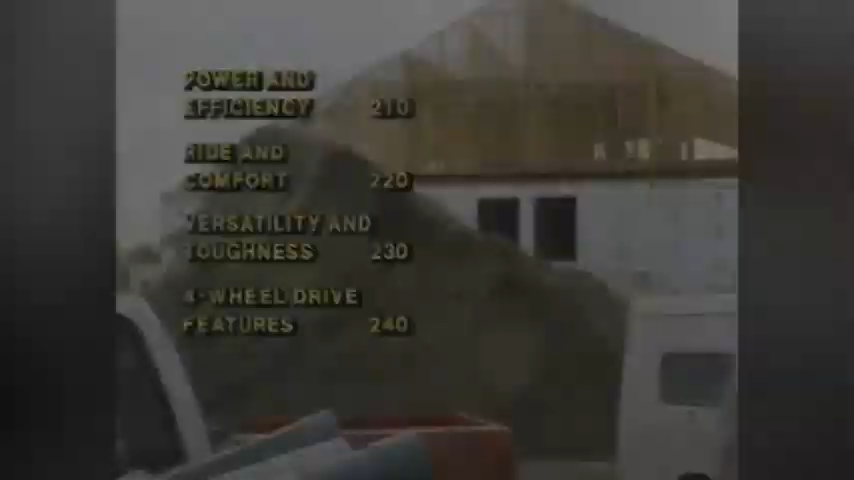 POWER AND
EFFICIENCY 210
RIDE AND
COMFORT 220
VERSATILITY AND
TOUGHNESS 230
4-WHEEL DRIVE
FEATURES 240